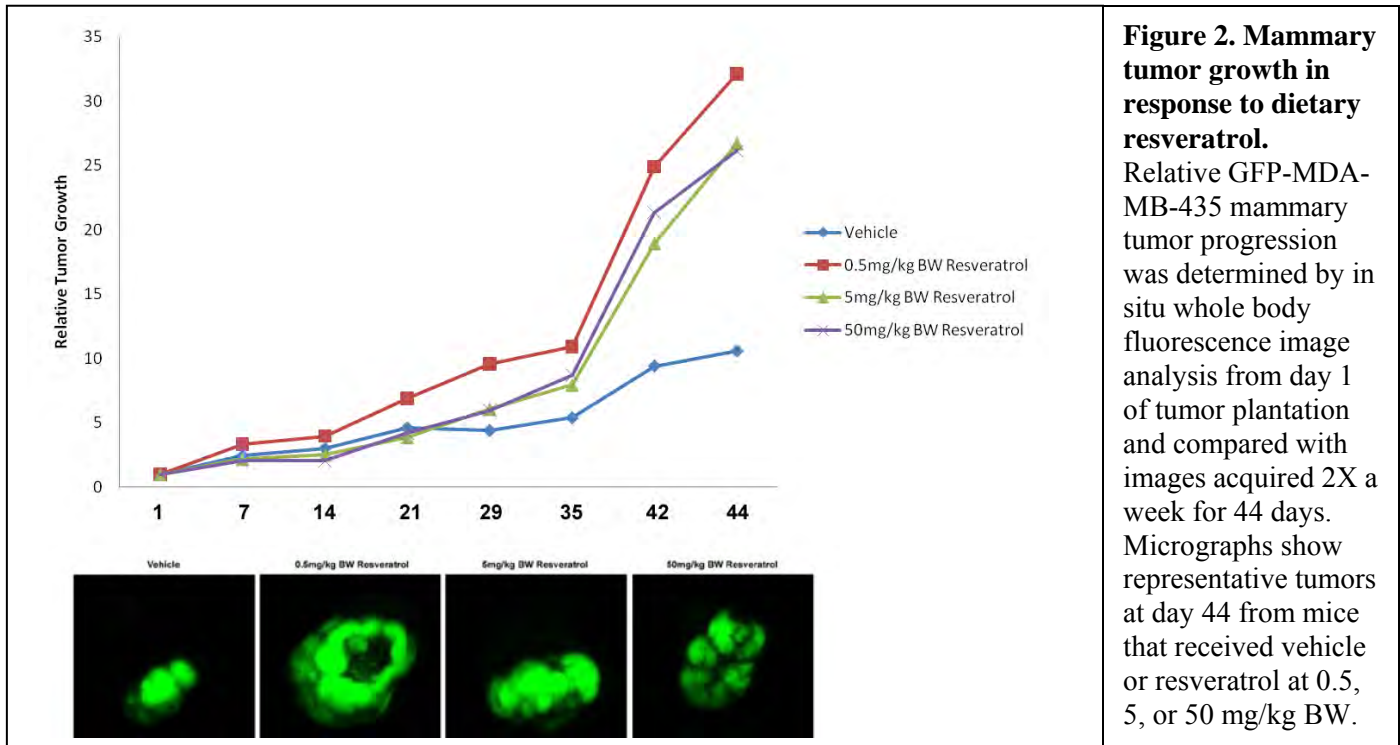 35
30
25
20
15
10
5
0
Relative Tumor Growth
1 7 14 21 29 35 42 44
Vehicle
0.5mg/kg BW Resveratrol
5mg/kg BW Resveratrol
50mg/kg BW Resveratrol
Vehicle
0.5mg/kg BW Resveratrol
5mg/kg BW Resveratrol
50mg/kg BW Resveratrol
Figure 2. Mammary
tumor growth in
response to dietary
resveratrol.
Relative GFP-MDA-
MB-435 mammary
tumor progression
was determined by in
situ whole body
fluorescence image
analysis from day 1
of tumor plantation
and compared with
images acquired 2X a
week for 44 days.
Micrographs show
representative tumors
at day 44 from mice
that received vehicle
or resveratrol at 0.5,
5, or 50 mg/kg BW.